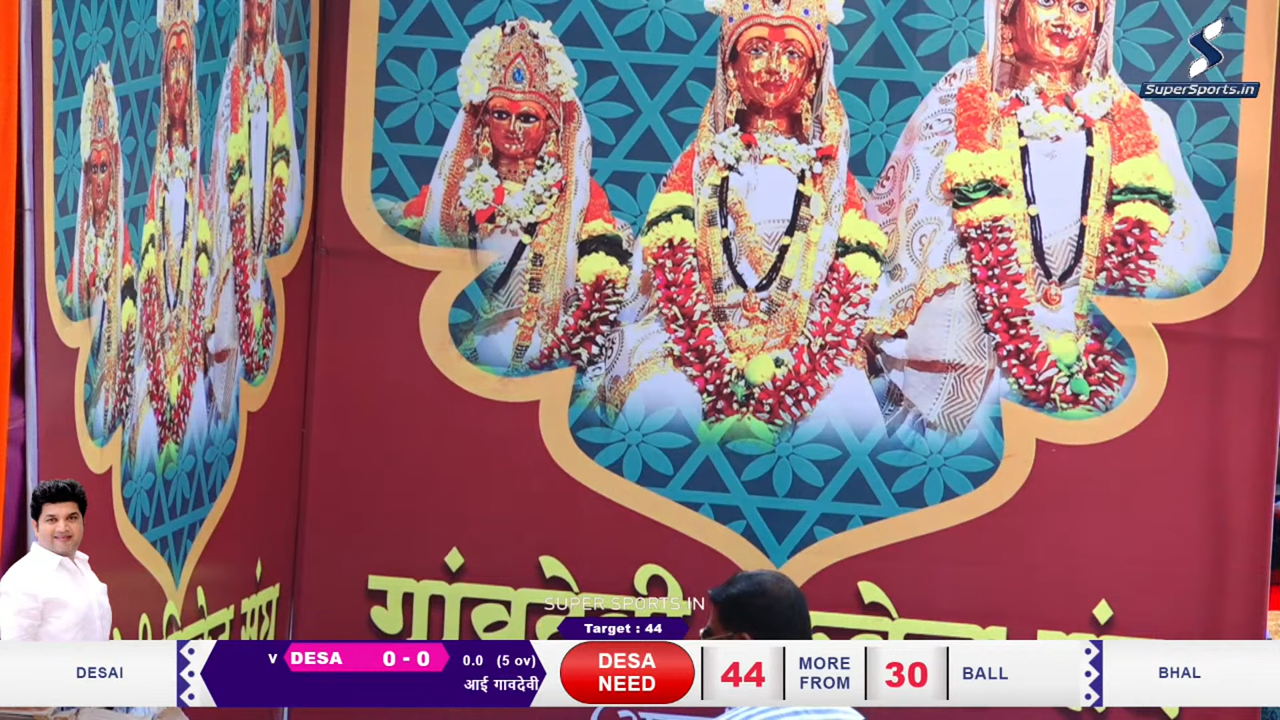 SuperSports.in
संघ
गांवदेवी
SUPER SPORTS.IN
Target : 44
DESAI
v DESA 0 - 0 0.0 (5 ov)
आई गावदेवी
DESA NEED
44
MORE FROM
30
BALL
BHAL